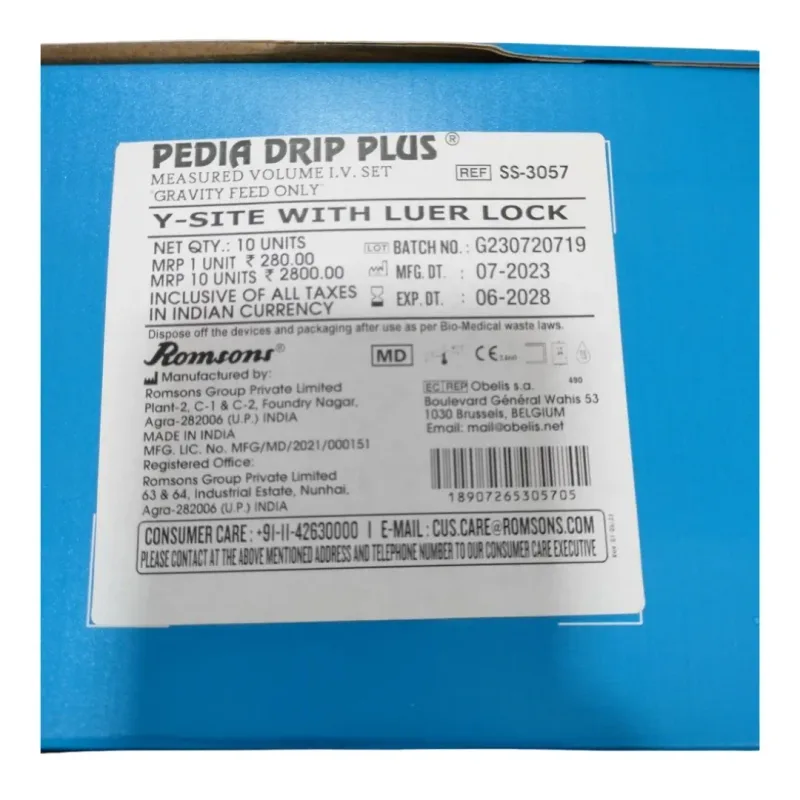 PEDIA DRIP PLUS®
MEASURED VOLUME I.V. SET
"GRAVITY FEED ONLY"
REF SS-3057
Y-SITE WITH LUER LOCK
NET QTY.: 10 UNITS
MRP 1 UNIT ₹ 280.00
MRP 10 UNITS ₹ 2800.00
INCLUSIVE OF ALL TAXES
IN INDIAN CURRENCY
LOT BATCH NO. : G230720719
MFG. DT. : 07-2023
EXP. DT. : 06-2028
Dispose off the devices and packaging after use as per Bio-Medical waste laws.
Romsons®
Manufactured by:
Romsons Group Private Limited
Plant-2, C-1 & C-2, Foundry Nagar,
Agra-282006 (U.P.) INDIA
MADE IN INDIA
MFG. LIC. No. MFG/MD/2021/000151
Registered Office:
Romsons Group Private Limited
63 & 64, Industrial Estate, Nunhai,
Agra-282006 (U.P.) INDIA
MD CE
490
EC REP Obelis s.a.
Boulevard Général Wahis 53
1030 Brussels, BELGIUM
Email: mail@obelis.net
18907265305705
CONSUMER CARE : +91-11-42630000 I E-MAIL : CUS.CARE@ROMSONS.COM
PLEASE CONTACT AT THE ABOVE MENTIONED ADDRESS AND TELEPHONE NUMBER TO OUR CONSUMER CARE EXECUTIVE